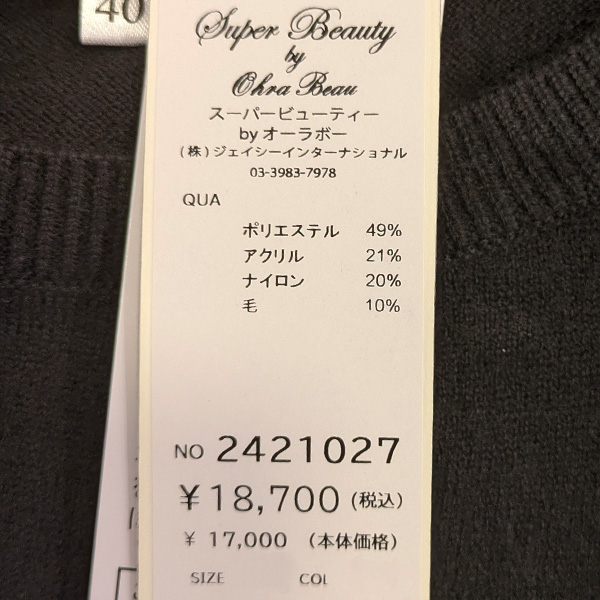 40
Super Beauty
by
Ohra Beau
スーパービューティー
by オーラボー
(株)ジェイシーインターナショナル
03-3983-7978
QUA
ポリエステル 49%
アクリル 21%
ナイロン 20%
毛 10%
NO 2421027
¥18,700(税込)
¥ 17,000 (本体価格)
SIZE COL